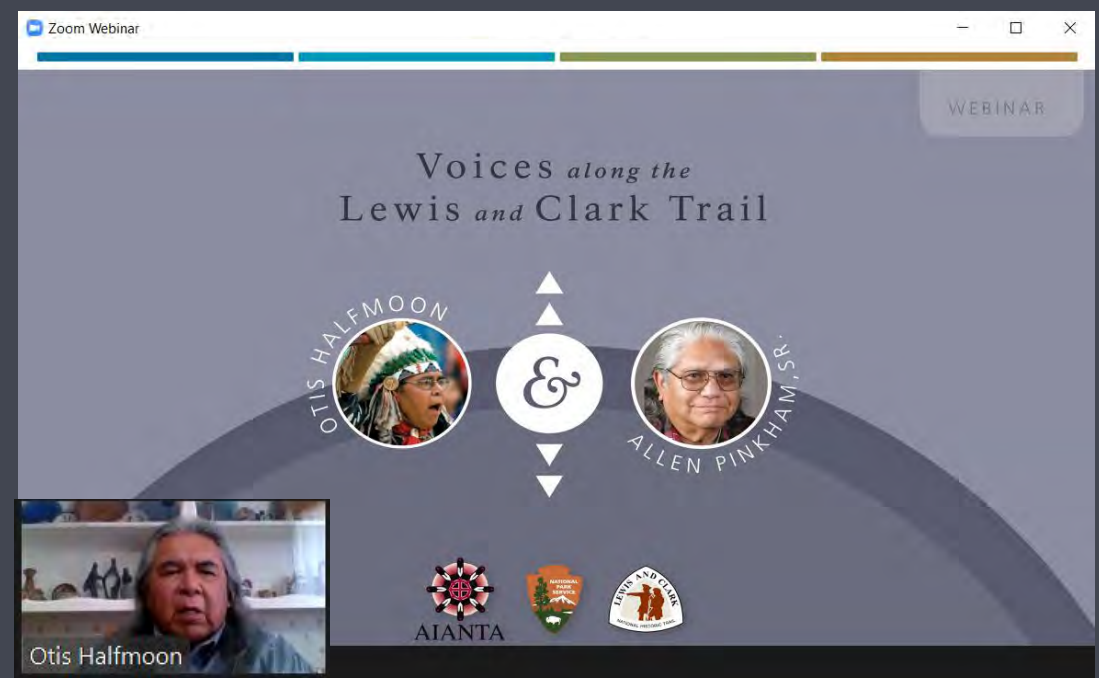 Zoom Webinar
WEBINAR
Voices along the
Lewis and Clark Trail
OTIS HALFMOON
&
ALLEN PINKHAM, SR.
AIANTA
NATIONAL
PARK
SERVICE
LEWIS AND CLARK
NATIONAL HISTORIC TRAIL
Otis Halfmoon